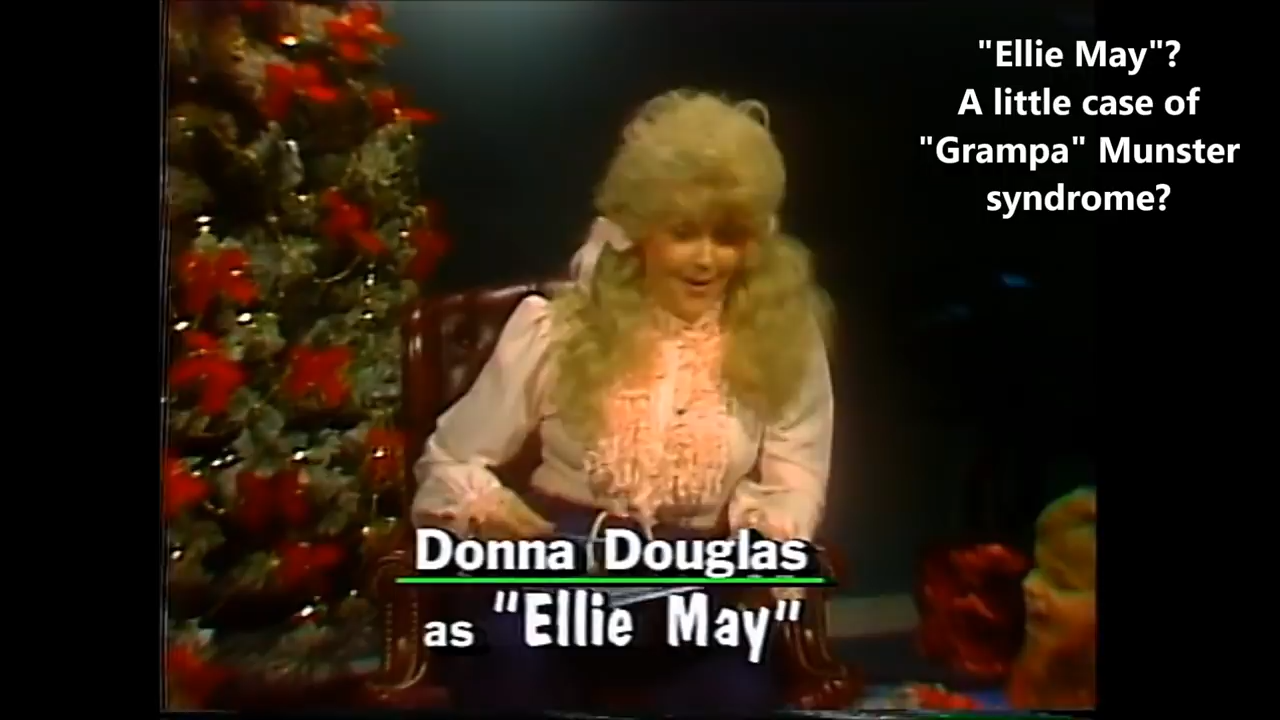 "Ellie May"?
A little case of
"Grampa" Munster
syndrome?
Donna Douglas
as "Ellie May"